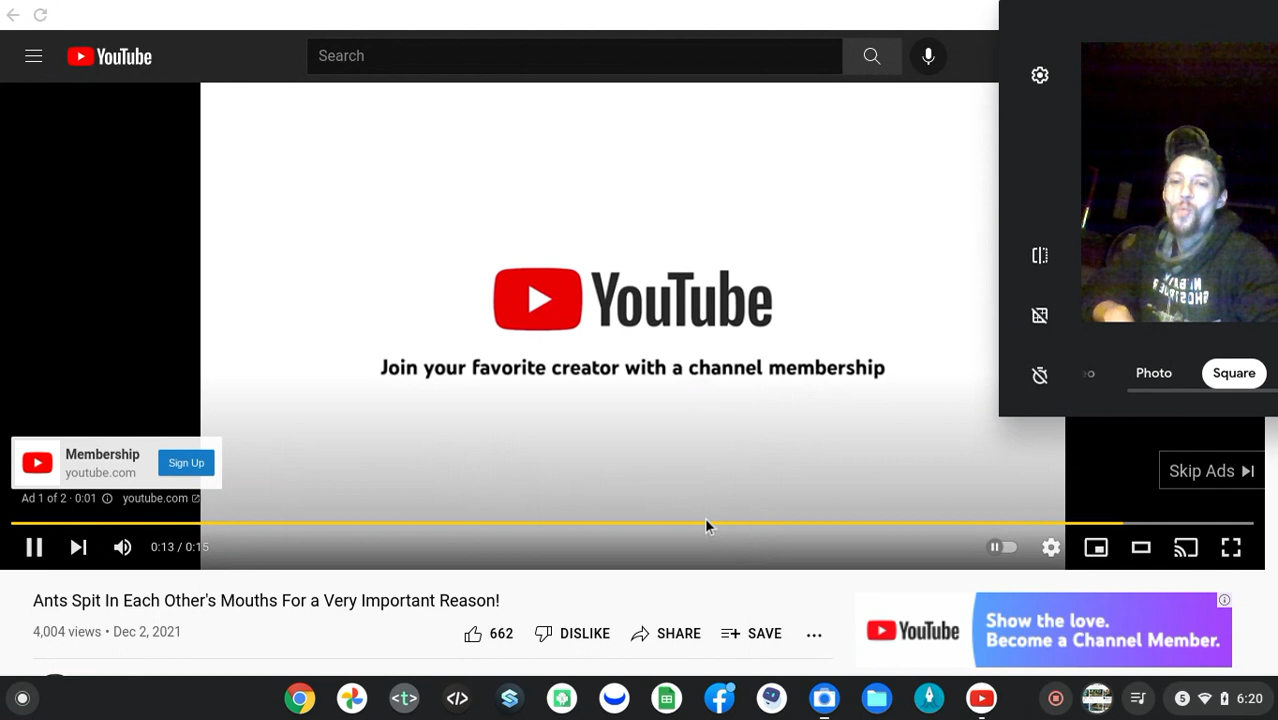 YouTube
Search
YouTube
Join your favorite creator with a channel membership
Photo
Square
Membership
youtube.com
Sign Up
Ad 1 of 2 · 0:01
youtube.com
Skip Ads
0:13 / 0:15
Ants Spit In Each Other's Mouths For a Very Important Reason!
4,004 views • Dec 2, 2021
662
DISLIKE
SHARE
SAVE
YouTube
Show the love.
Become a Channel Member.
5
6:20